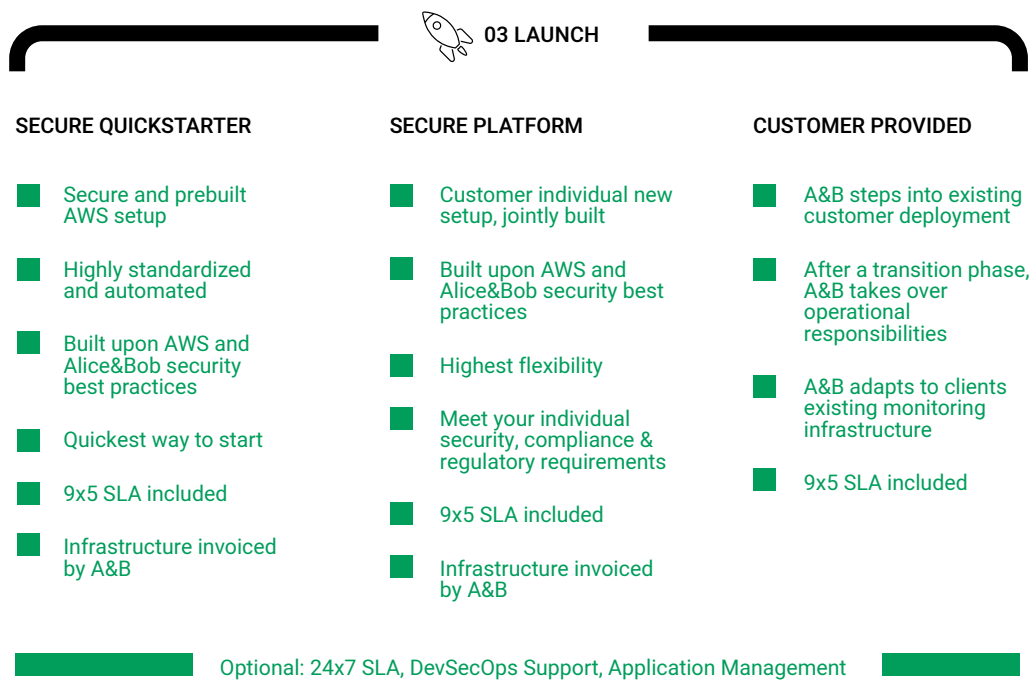 03 LAUNCH
SECURE QUICKSTARTER
Secure and prebuilt
AWS setup
Highly standardized
and automated
Built upon AWS and
Alice&Bob security
best practices
Quickest way to start
9x5 SLA included
Infrastructure invoiced
by A&B
SECURE PLATFORM
Customer individual new
setup, jointly built
Built upon AWS and
Alice&Bob security best
practices
Highest flexibility
Meet your individual
security, compliance &
regulatory requirements
9x5 SLA included
Infrastructure invoiced
by A&B
CUSTOMER PROVIDED
A&B steps into existing
customer deployment
After a transition phase,
A&B takes over
operational
responsibilities
A&B adapts to clients
existing monitoring
infrastructure
9x5 SLA included
Optional: 24x7 SLA, DevSecOps Support, Application Management